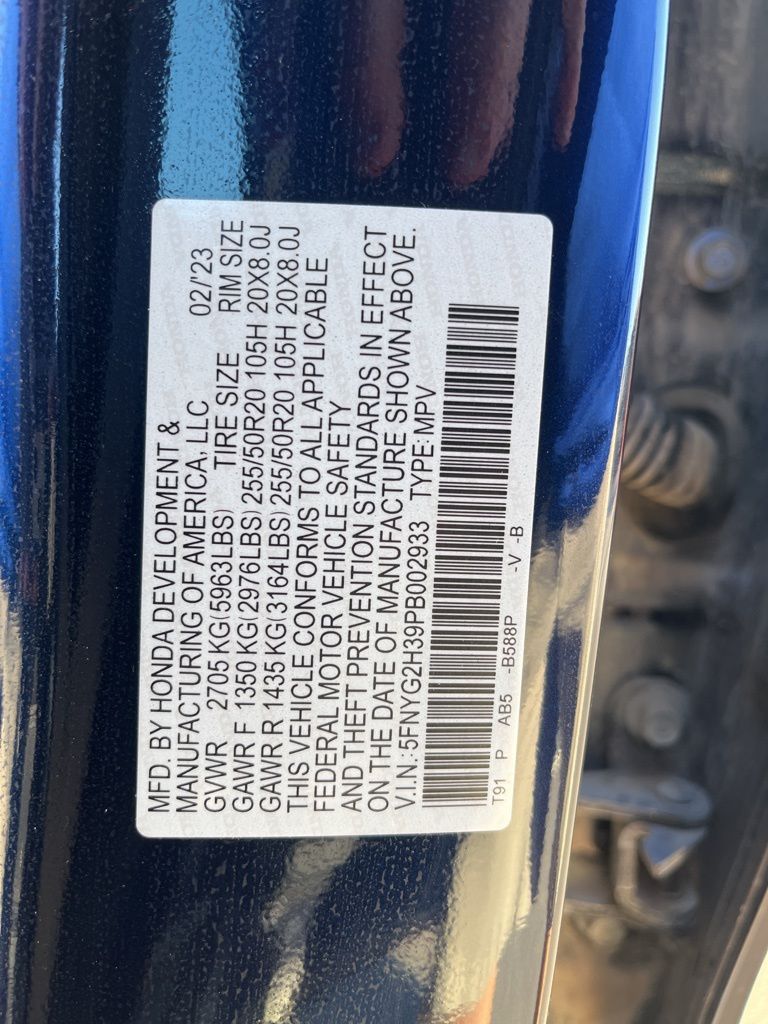 MFD. BY HONDA DEVELOPMENT &
MANUFACTURING OF AMERICA, LLC 02/23
GVWR 2705 KG(5963LBS) TIRE SIZE RIM SIZE
GAWR F 1350 KG(2976LBS) 255/50R20 105H 20X8.0J
GAWR R 1435 KG(3164LBS) 255/50R20 105H 20X8.0J
THIS VEHICLE CONFORMS TO ALL APPLICABLE
FEDERAL MOTOR VEHICLE SAFETY
AND THEFT PREVENTION STANDARDS IN EFFECT
ON THE DATE OF MANUFACTURE SHOWN ABOVE.
V.I.N.:5FNYG2H39PB002933 TYPE: MPV
T91 P AB5 -B588P -V -B